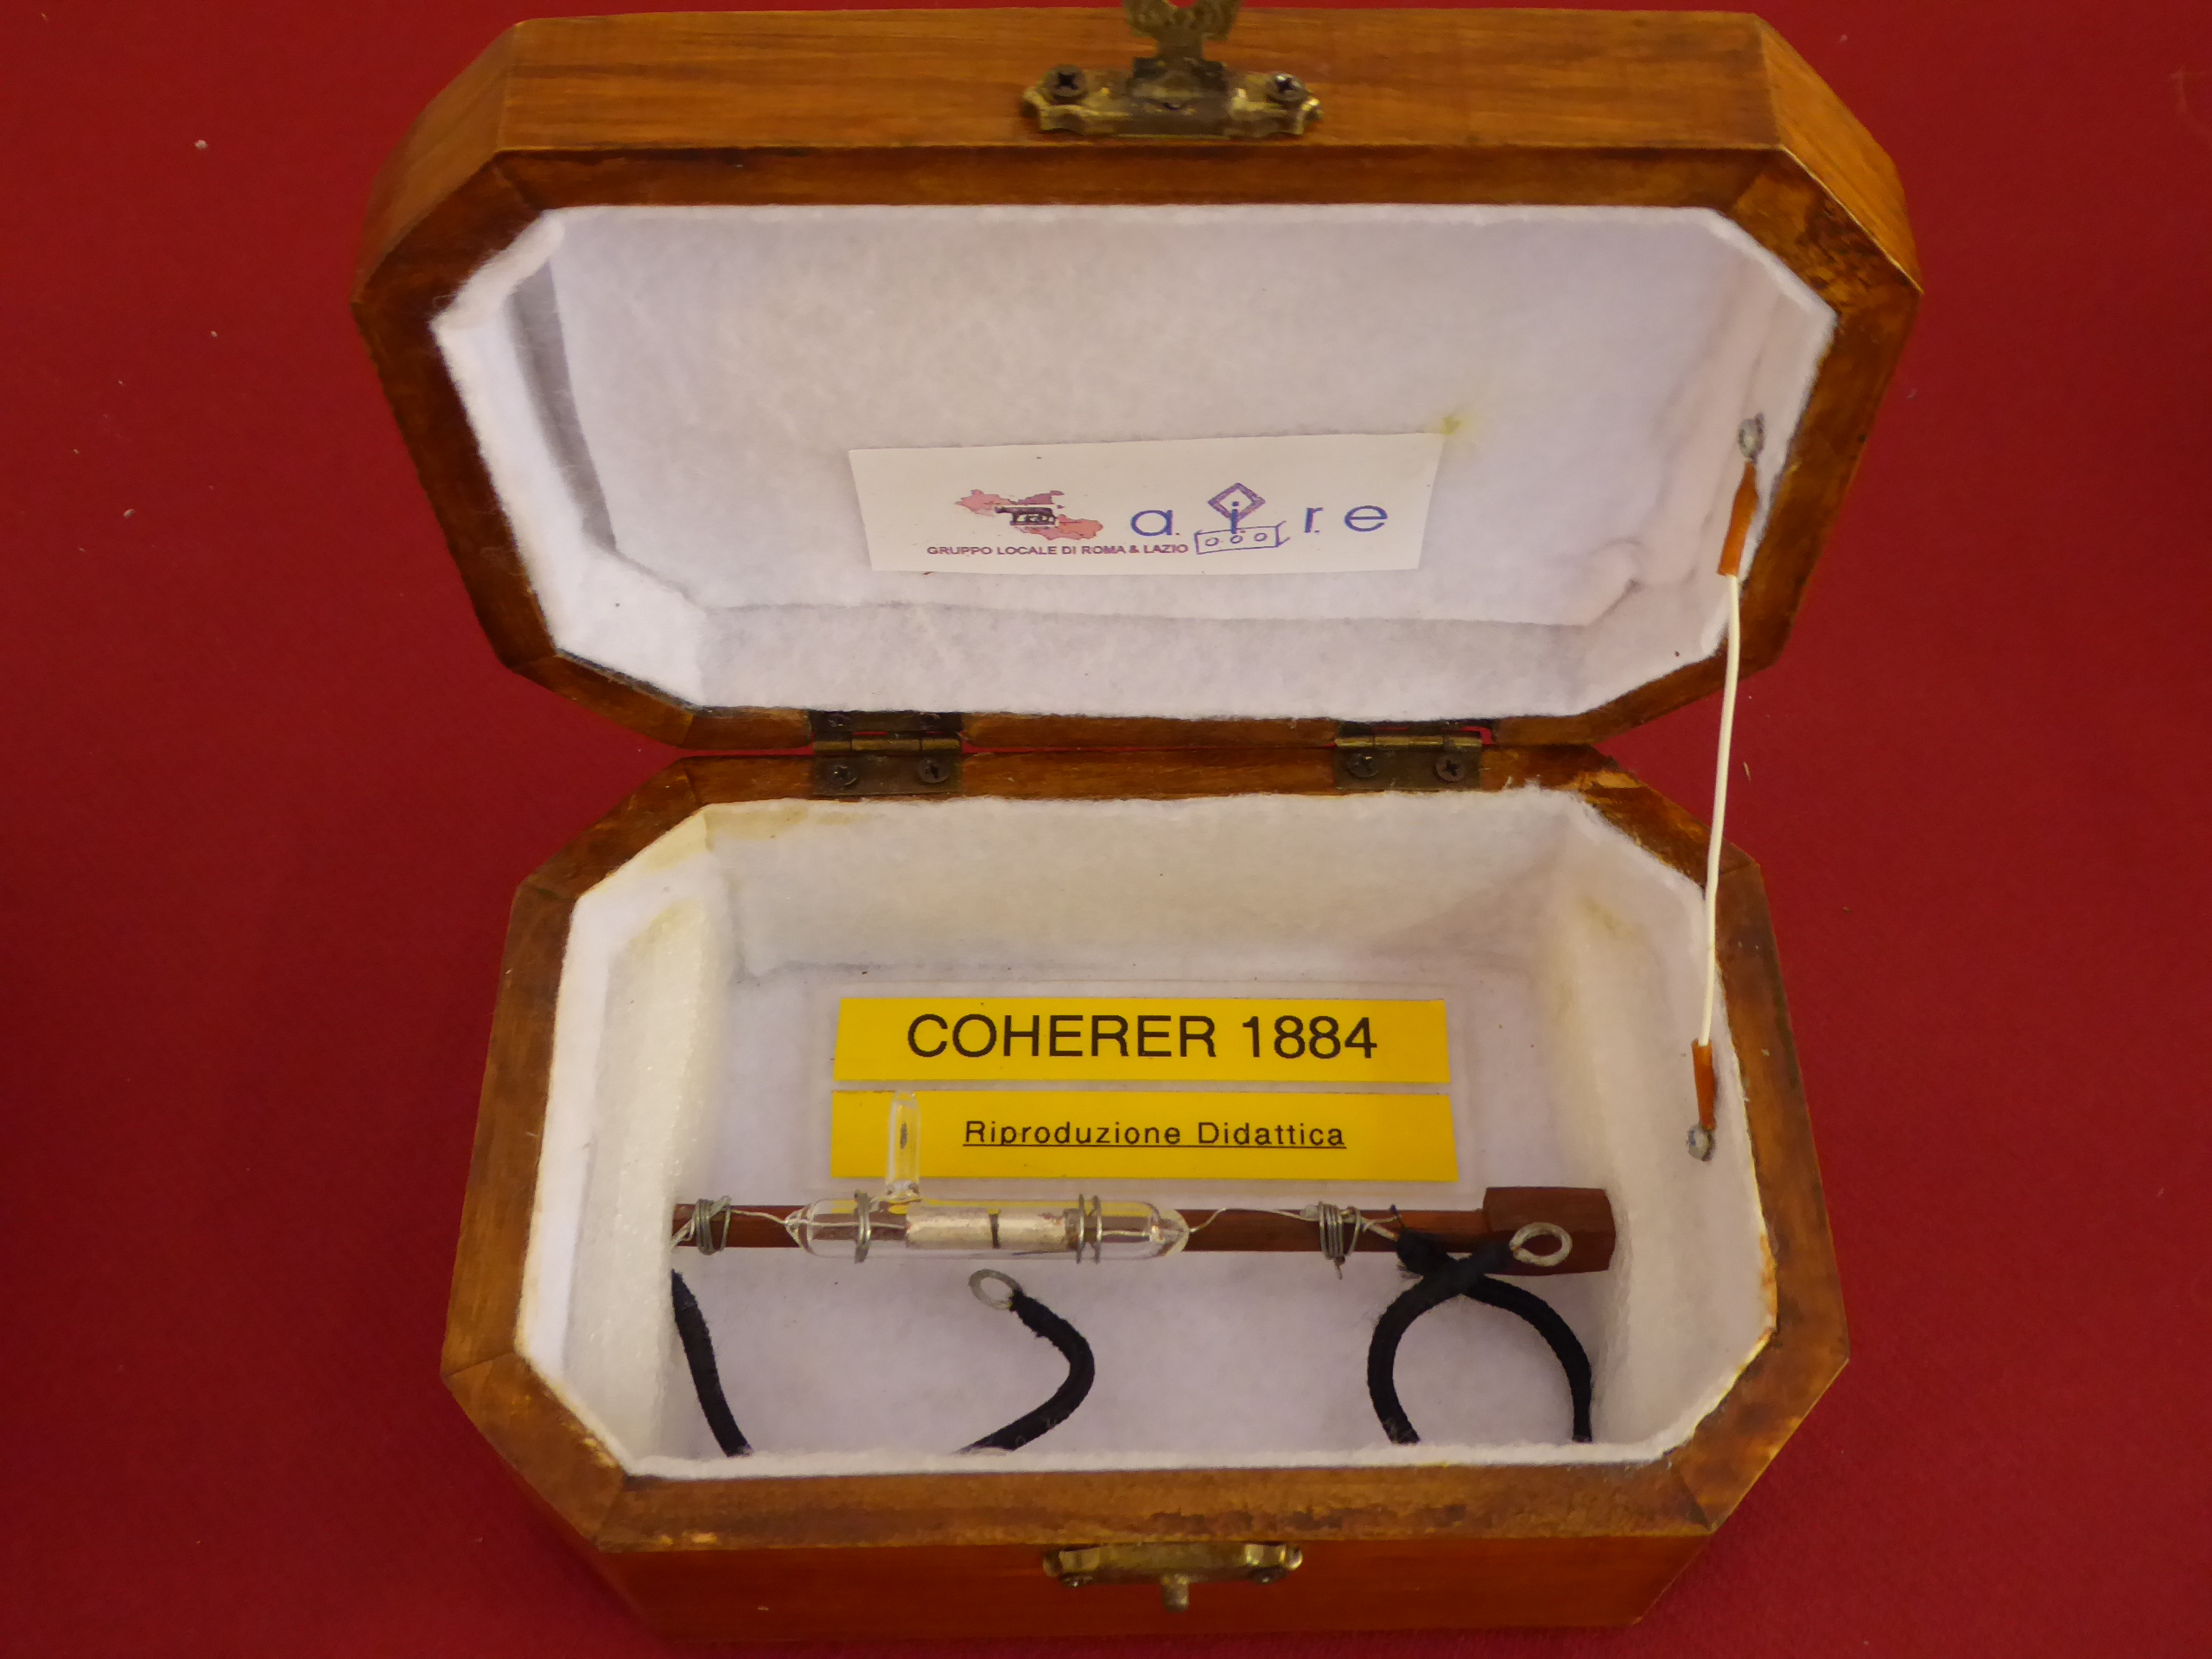 a.i.r.e
GRUPPO LOCALE DI ROMA & LAZIO
COHERER 1884
Riproduzione Didattica